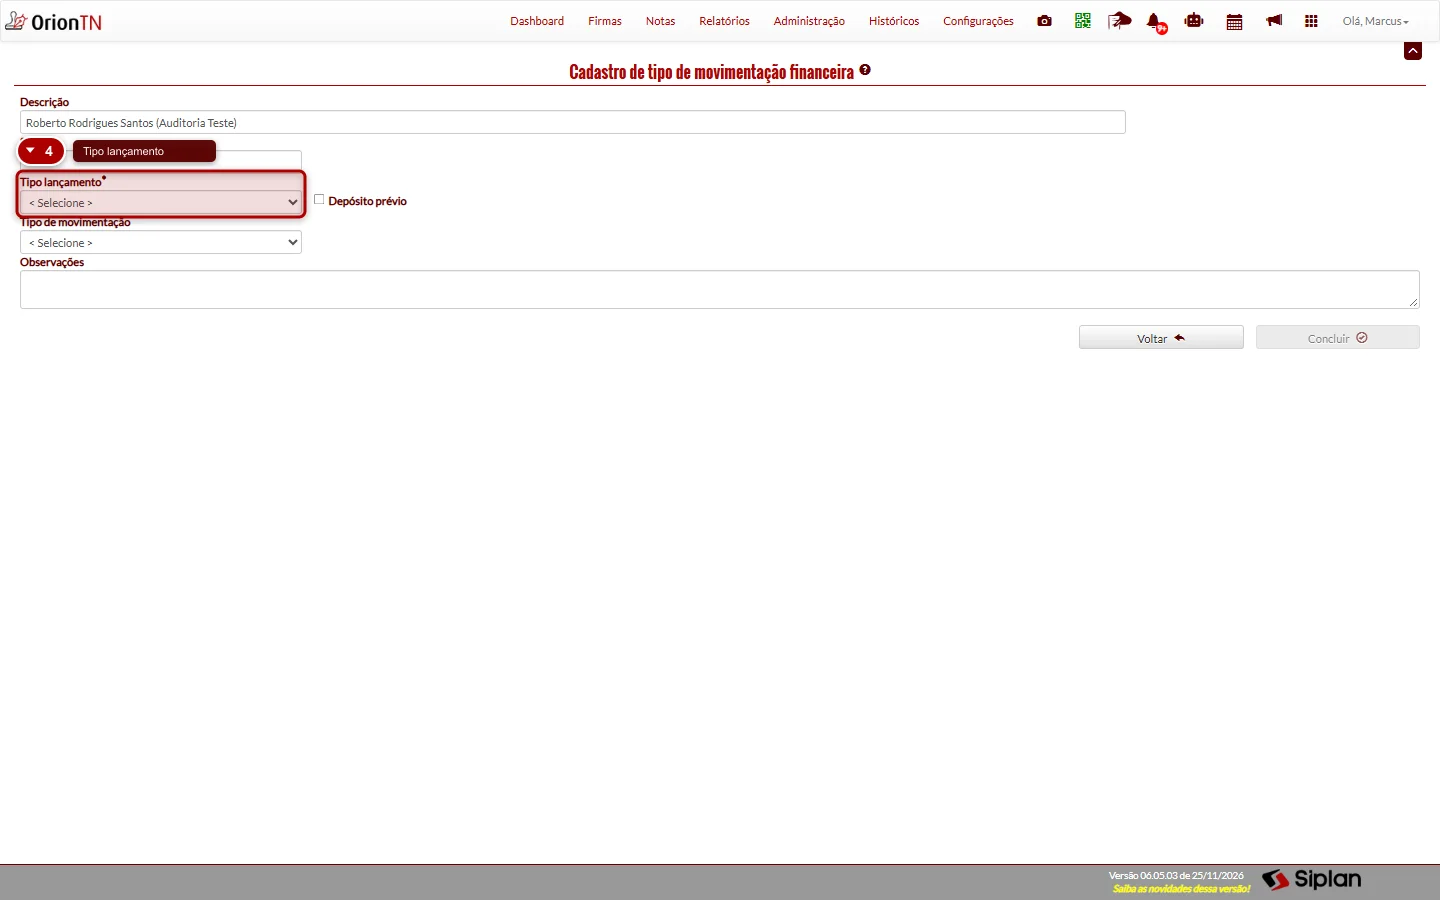 OrionTN
Dashboard Firmas Notas Relatórios Administração Históricos Configurações 9+ Olá, Marcus
Cadastro de tipo de movimentação financeira
Descrição
Roberto Rodrigues Santos (Auditoria Teste)
4 Tipo lançamento
Tipo lançamento*
< Selecione >
Depósito prévio
Tipo de movimentação
< Selecione >
Observações
Voltar
Concluir
Versão 06.05.03 de 25/11/2026
Saiba as novidades dessa versão!
Siplan